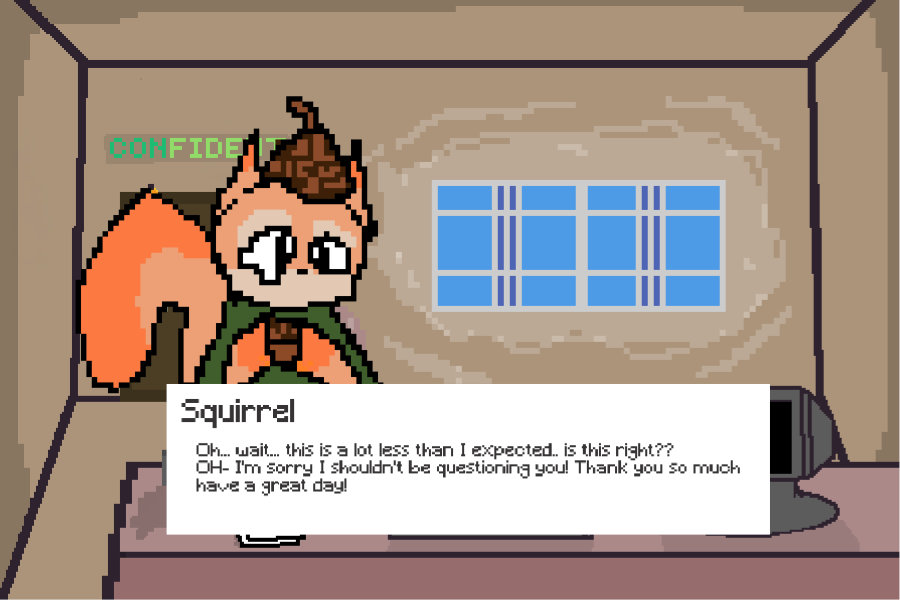 CONFIDENT
Squirrel
Oh... wait... this is a lot less than I expected.. is this right??
OH- I'm sorry I shouldn't be questioning you! Thank you so much
have a great day!